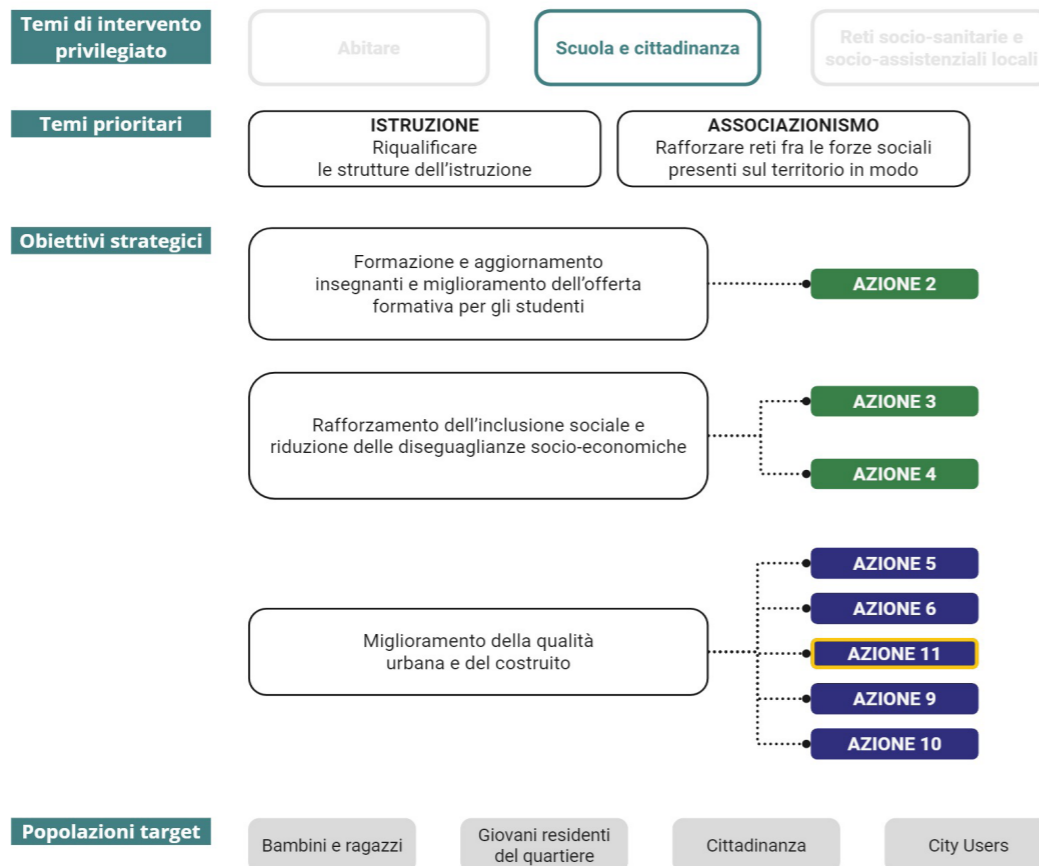 Temi di intervento
privilegiato
Abitare
Scuola e cittadinanza
Reti socio-sanitarie e
socio-assistenziali locali
Temi prioritari
ISTRUZIONE
Riqualificare
le strutture dell'istruzione
ASSOCIAZIONISMO
Rafforzare reti fra le forze sociali
presenti sul territorio in modo
Obiettivi strategici
Formazione e aggiornamento
insegnanti e miglioramento dell'offerta
formativa per gli studenti
AZIONE 2
Rafforzamento dell'inclusione sociale e
riduzione delle diseguaglianze socio-economiche
AZIONE 3
AZIONE 4
Miglioramento della qualità
urbana e del costruito
AZIONE 5
AZIONE 6
AZIONE 11
AZIONE 9
AZIONE 10
Popolazioni target
Bambini e ragazzi
Giovani residenti
del quartiere
Cittadinanza
City Users